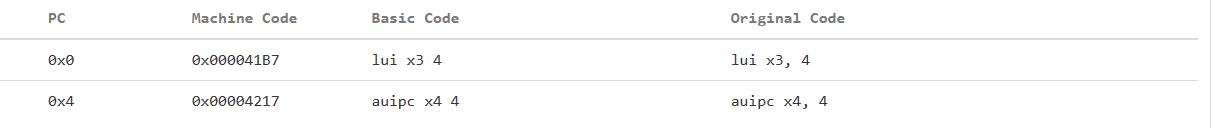 PC Machine Code Basic Code Original Code
0x0 0x000041B7 lui x3 4 lui x3, 4
0x4 0x00004217 auipc x4 4 auipc x4, 4